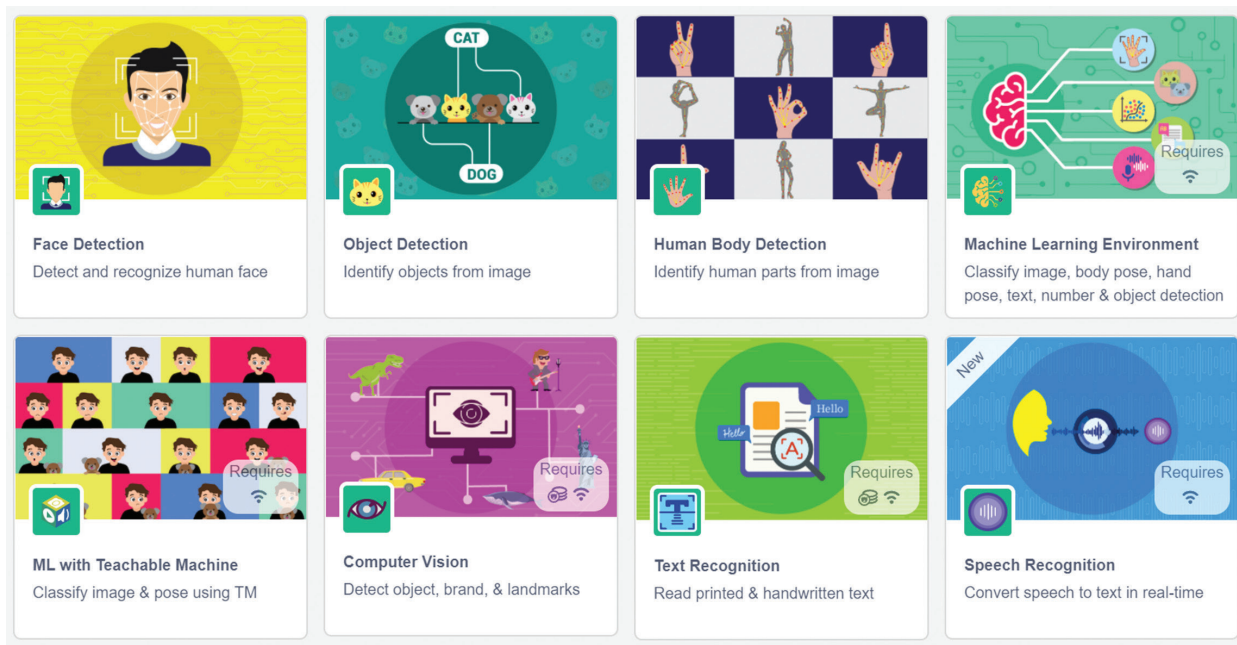 CAT
DOG
Requires
Face Detection
Detect and recognize human face
Object Detection
Identify objects from image
Human Body Detection
Identify human parts from image
Machine Learning Environment
Classify image, body pose, hand
pose, text, number & object detection
Requires
ML with Teachable Machine
Classify image & pose using TM
Requires
Computer Vision
Detect object, brand, & landmarks
Hello
Hello
A
Requires
Text Recognition
Read printed & handwritten text
New
Requires
Speech Recognition
Convert speech to text in real-time